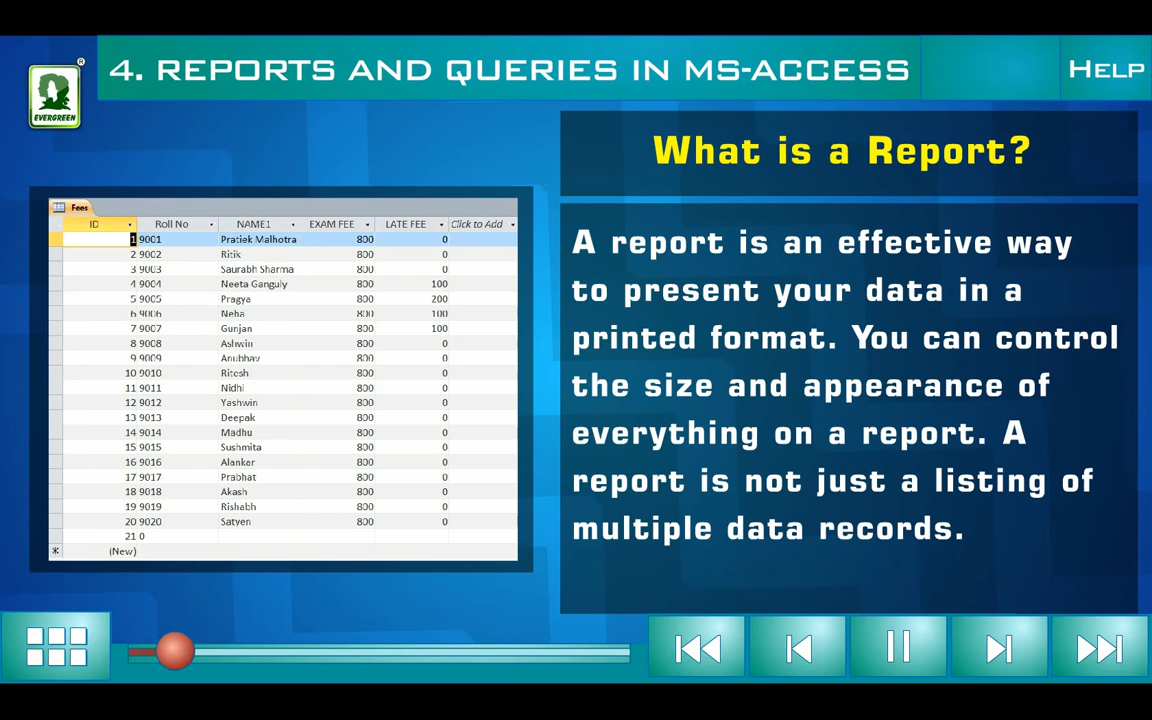 4. REPORTS AND QUERIES IN MS-ACCESS
HELP
®
EVERGREEN
What is a Report?
Fees
ID Roll No NAME1 EXAM FEE LATE FEE Click to Add
1 9001 Pratiek Malhotra 800 0
2 9002 Ritik 800 0
3 9003 Saurabh Sharma 800 0
4 9004 Neeta Ganguly 800 100
5 9005 Pragya 800 200
6 9006 Neha 800 100
7 9007 Gunjan 800 100
8 9008 Ashwin 800 0
9 9009 Anubhav 800 0
10 9010 Ritesh 800 0
11 9011 Nidhi 800 0
12 9012 Yashwin 800 0
13 9013 Deepak 800 0
14 9014 Madhu 800 0
15 9015 Sushmita 800 0
16 9016 Alankar 800 0
17 9017 Prabhat 800 0
18 9018 Akash 800 0
19 9019 Rishabh 800 0
20 9020 Satyen 800 0
21 0
* (New)
A report is an effective way
to present your data in a
printed format. You can control
the size and appearance of
everything on a report. A
report is not just a listing of
multiple data records.